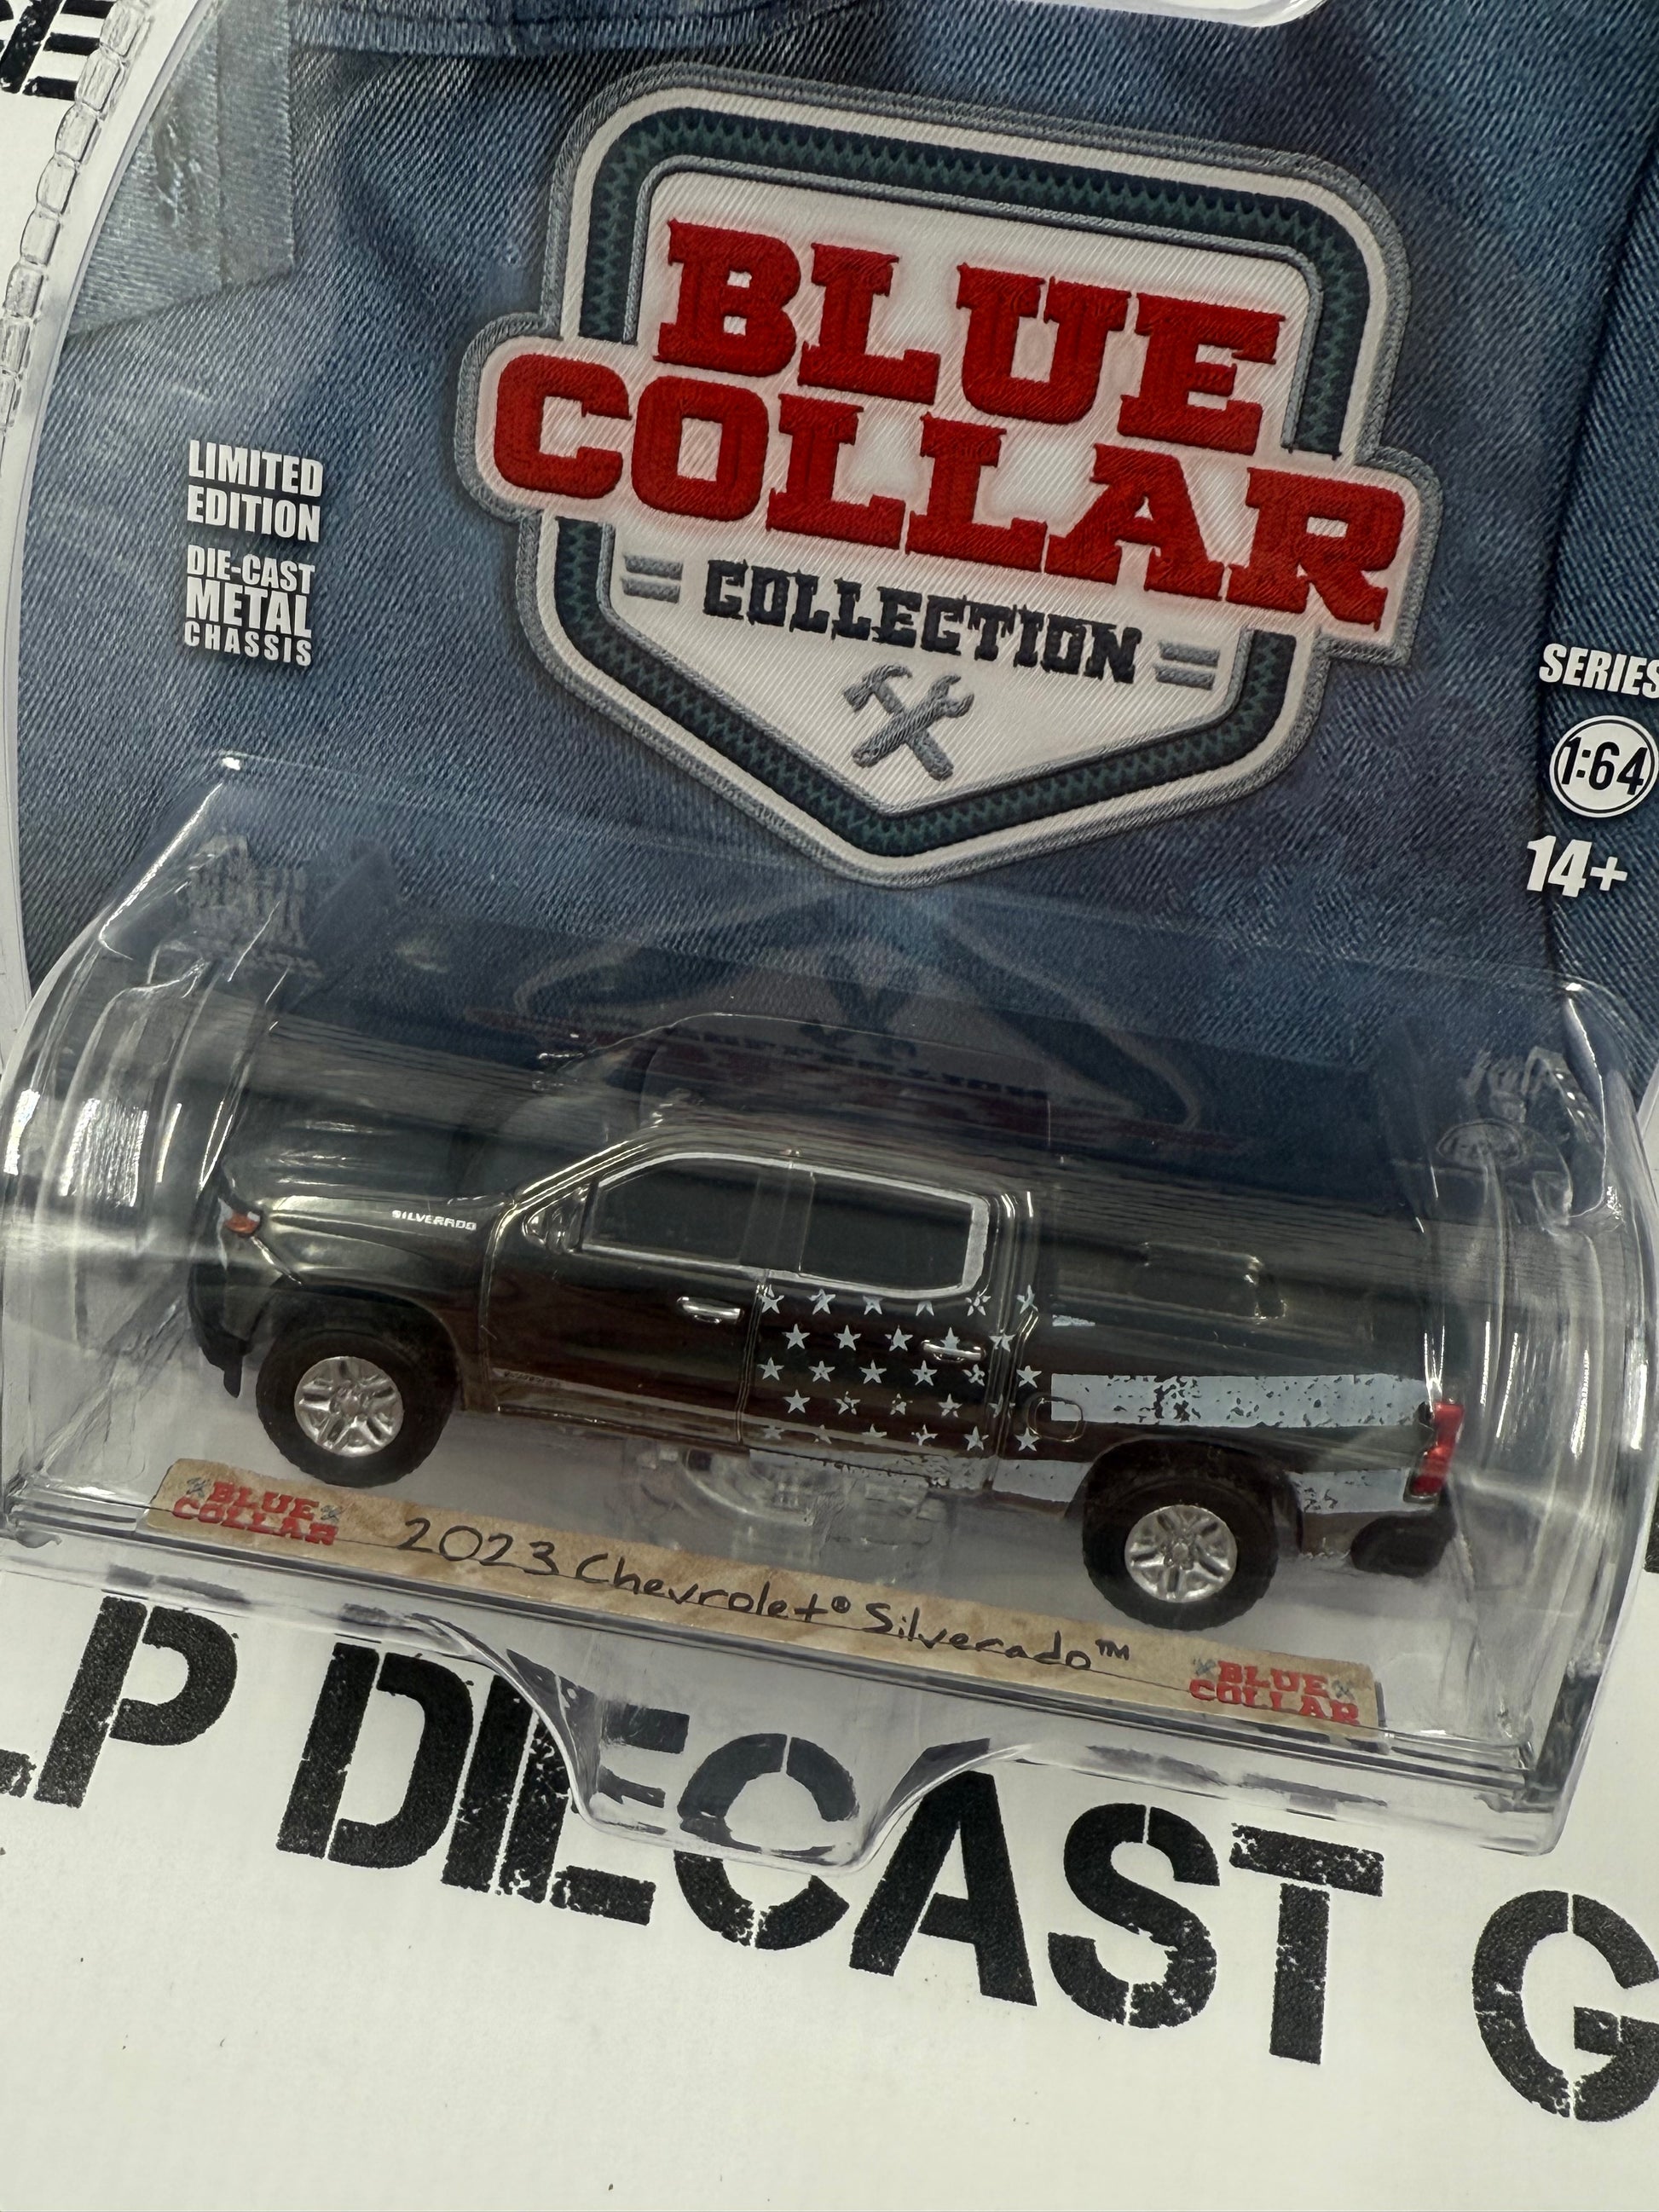 BLUE
COLLAR
COLLECTION
LIMITED
EDITION
DIE-CAST
METAL
CHASSIS
SERIES
1:64
14+
SILVERADO
BLUE
COLLAR
2023 Chevrolet® Silverado™
BLUE
COLLAR
LP DIECAST G